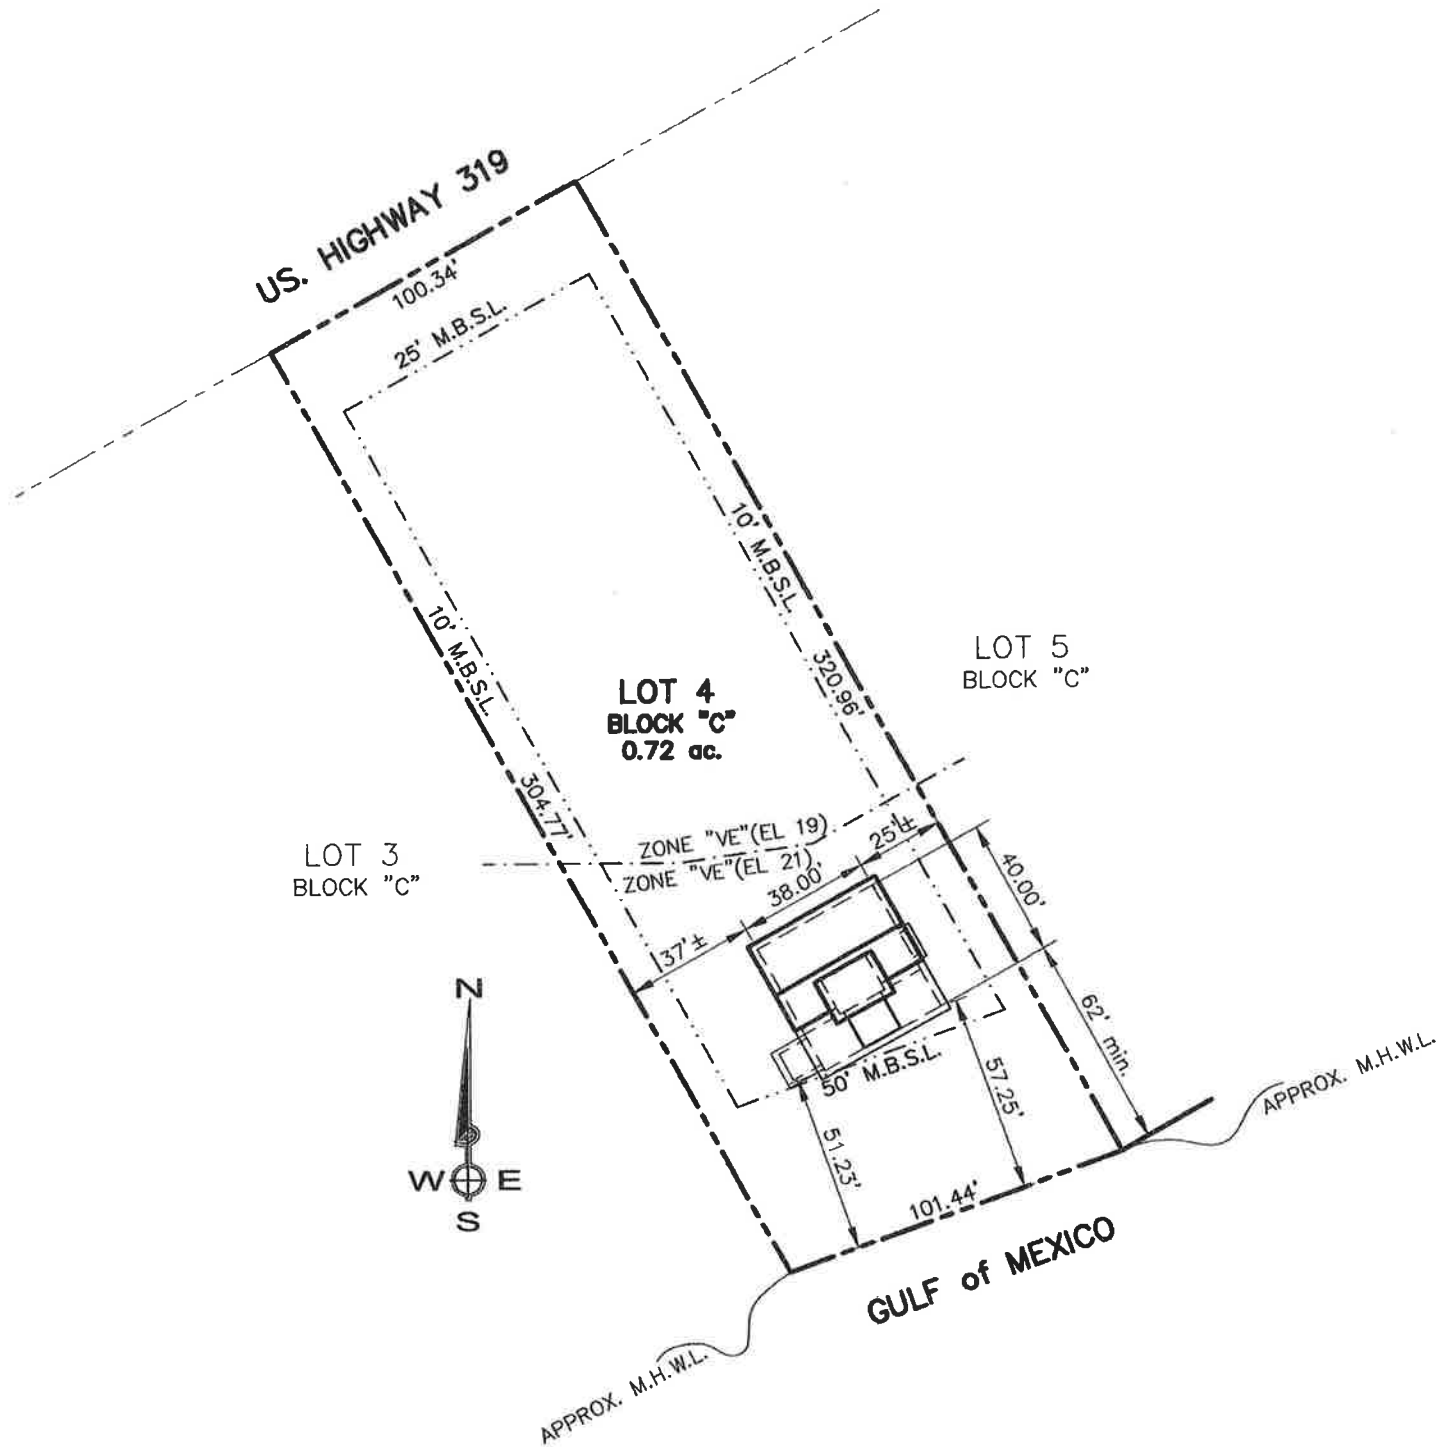 US. HIGHWAY 319
100.34'
25' M.B.S.L.
10' M.B.S.L.
10' M.B.S.L.
320.96'
304.77'
LOT 5
BLOCK "C"
LOT 4
BLOCK "C"
0.72 ac.
LOT 3
BLOCK "C"
ZONE "VE"(EL 19)
ZONE "VE"(EL 21)
25'±
38.00'
37'±
40.00'
62' min.
50' M.B.S.L.
57.25'
51.23'
101.44'
N
W E
S
APPROX. M.H.W.L.
GULF of MEXICO
APPROX. M.H.W.L.